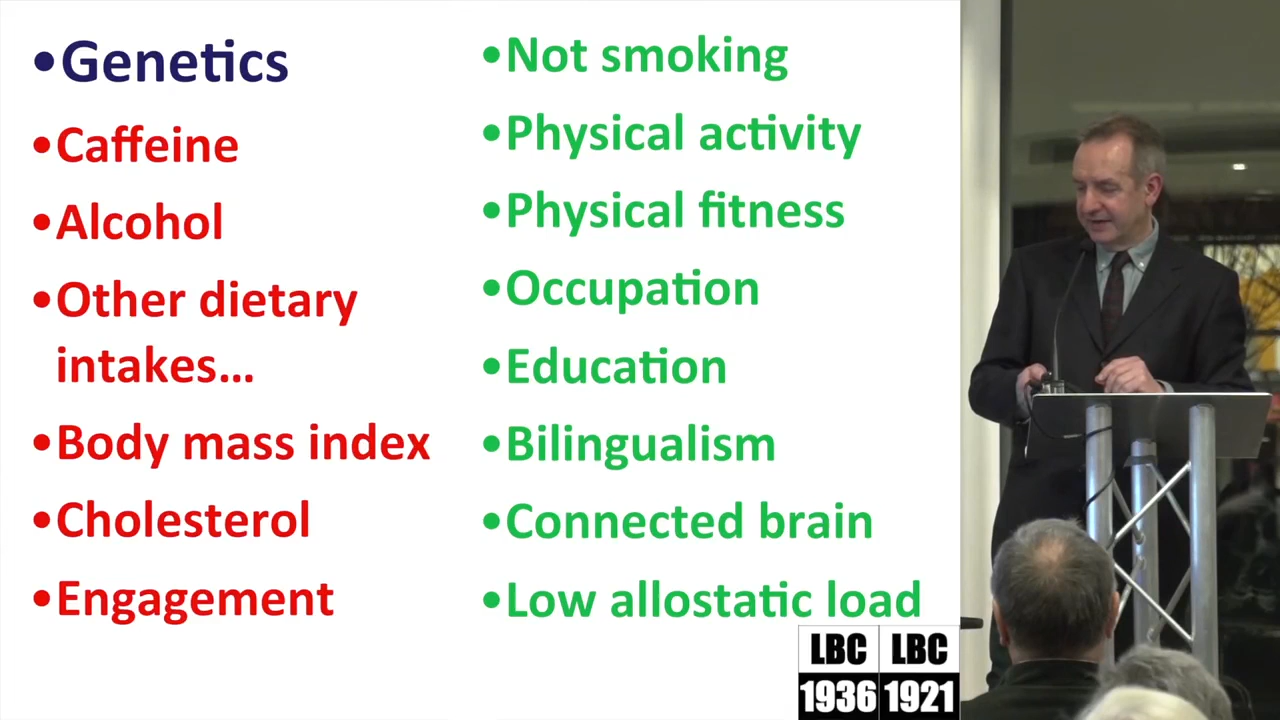 •Genetics
•Caffeine
•Alcohol
•Other dietary
intakes...
•Body mass index
•Cholesterol
•Engagement
•Not smoking
•Physical activity
•Physical fitness
•Occupation
•Education
•Bilingualism
•Connected brain
•Low allostatic load
LBC LBC
1936 1921